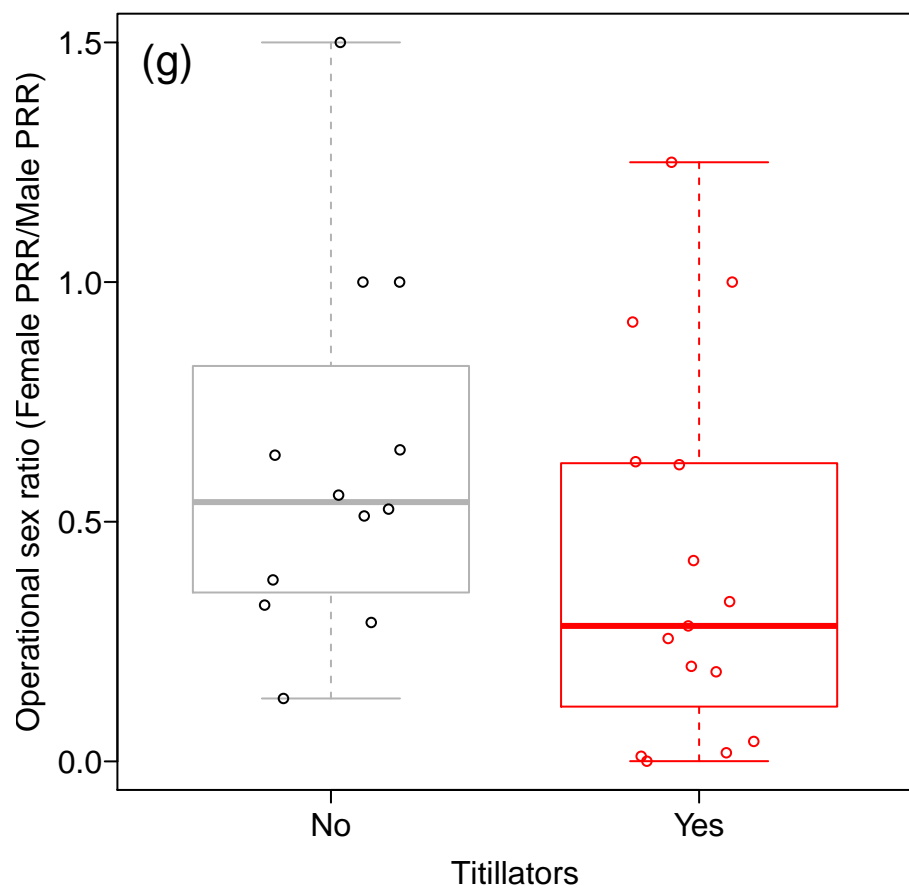 (g)
Operational sex ratio (Female PRR/Male PRR)
1.5
1.0
0.5
0.0
No Yes
Titillators